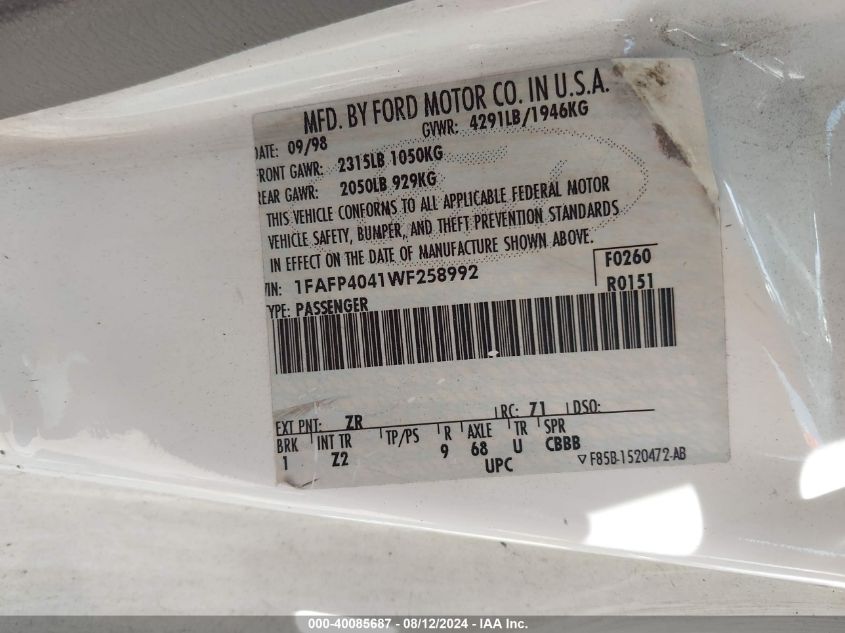 MFD. BY FORD MOTOR CO. IN U.S.A.
DATE: 09/98 GVWR: 4291LB/1946KG
FRONT GAWR: 2315LB 1050KG
REAR GAWR: 2050LB 929KG
THIS VEHICLE CONFORMS TO ALL APPLICABLE FEDERAL MOTOR
VEHICLE SAFETY, BUMPER, AND THEFT PREVENTION STANDARDS
IN EFFECT ON THE DATE OF MANUFACTURE SHOWN ABOVE.
VIN: 1FAFP4041WF258992 F0260
TYPE: PASSENGER R0151
EXT PNT: ZR RC: 71 DSO:
BRK INT TR TP/PS R AXLE TR SPR
1 Z2 9 68 U CBBB
UPC ▽F85B-1520472-AB
000-40085687 - 08/12/2024 - IAA Inc.